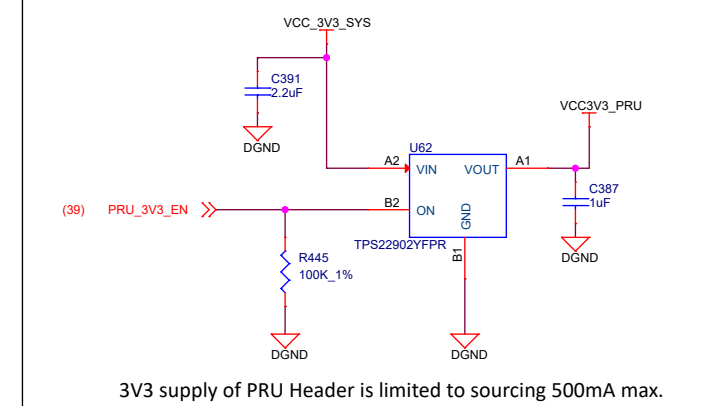 VCC_3V3_SYS
C391
2.2uF
DGND
VCC3V3_PRU
U62
A2
VIN
VOUT
A1
C387
1uF
DGND
(39) PRU_3V3_EN
B2
ON
GND
TPS22902YFPR
B1
R445
100K_1%
DGND
DGND
3V3 supply of PRU Header is limited to sourcing 500mA max.